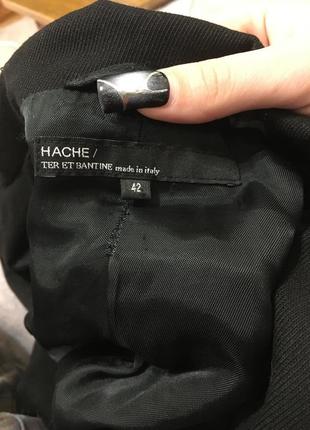 HACHE /
TER ET BANTINE made in italy
42